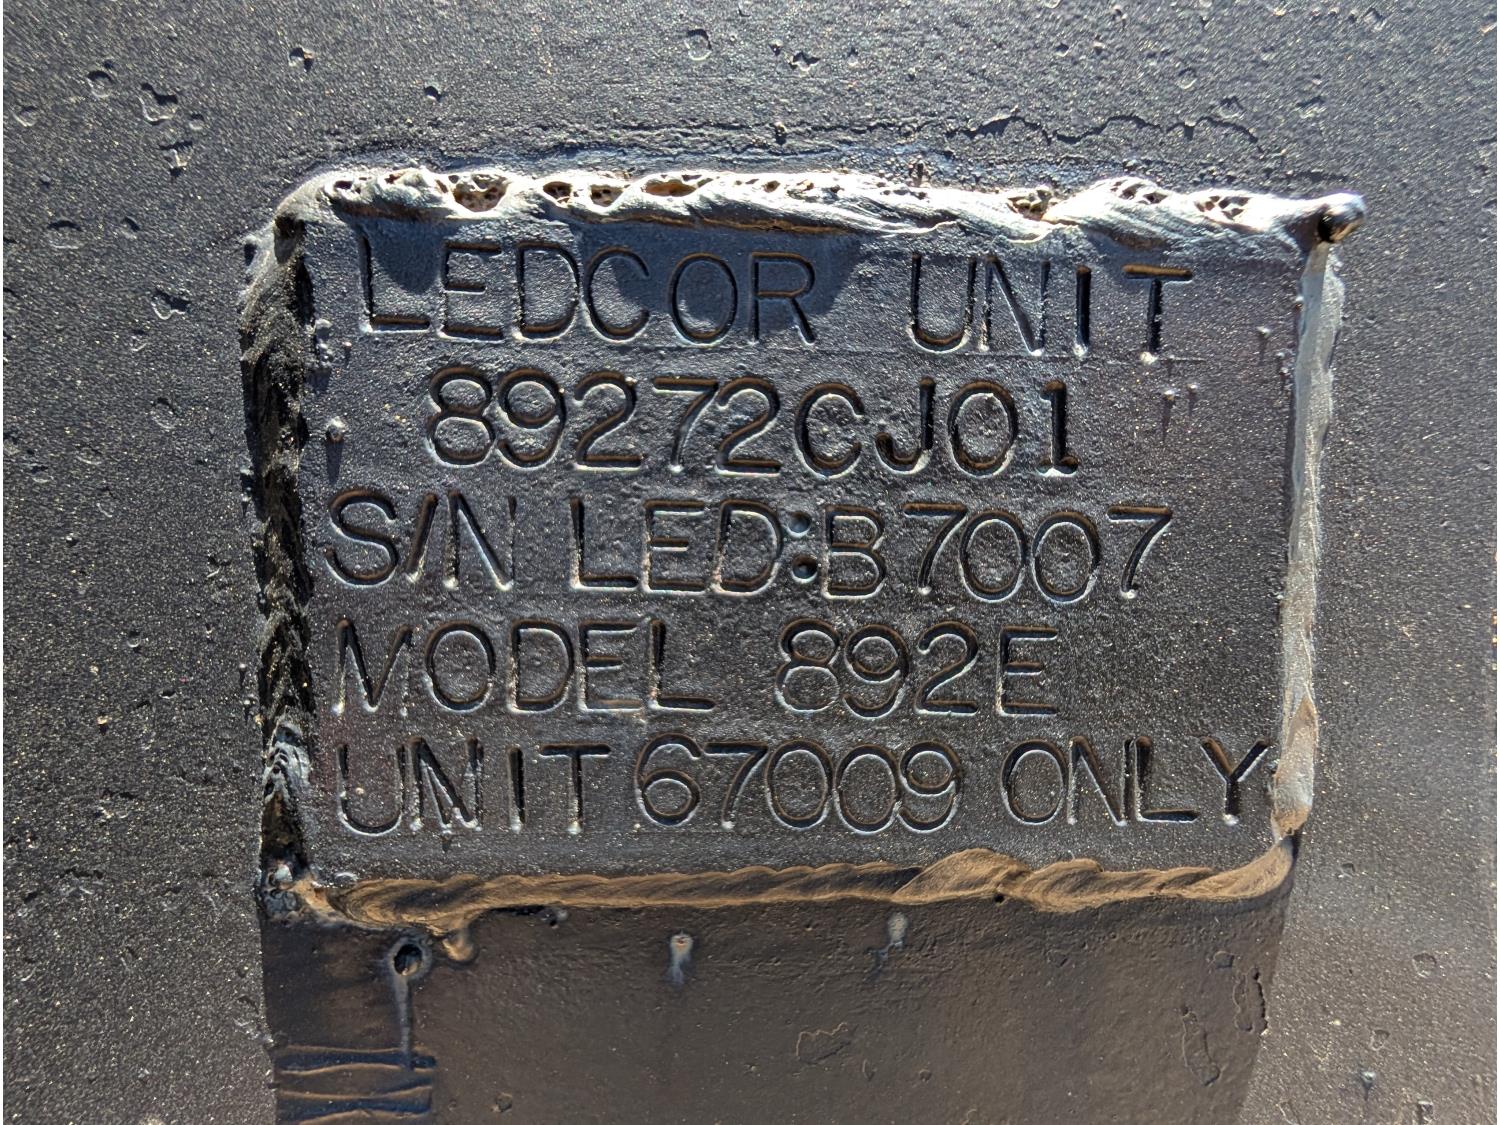 LEDCOR UNIT
89272CJ01
S/N LED:B7007
MODEL 892E
UNIT 67009 ONLY